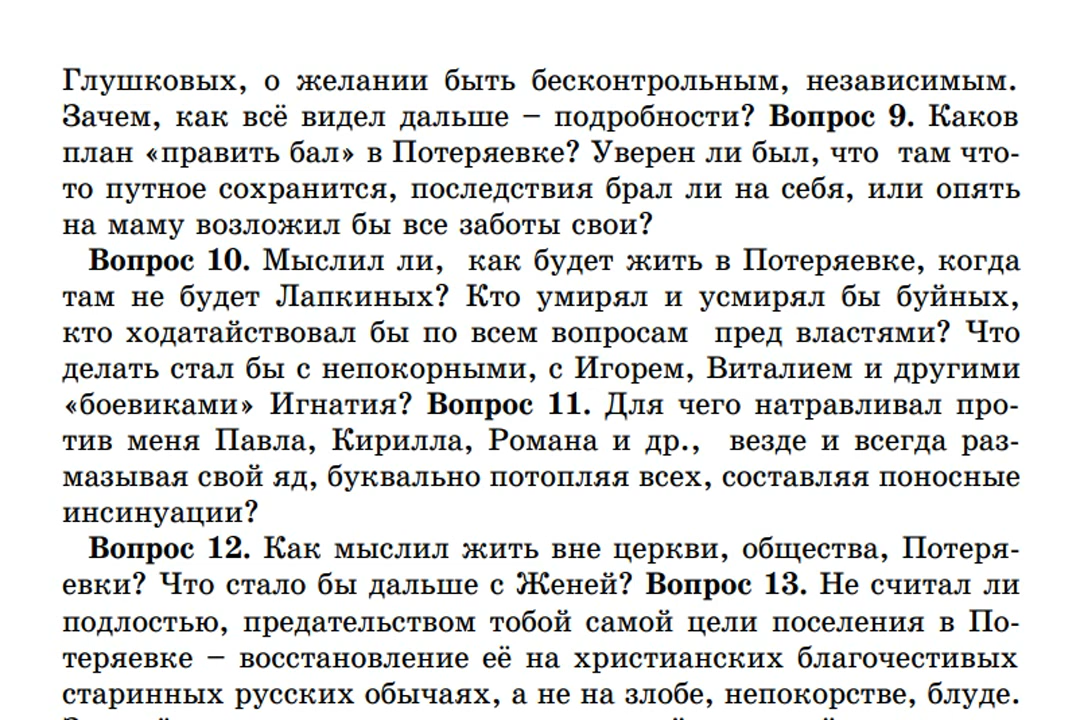 Глушковых, о желании быть бесконтрольным, независимым.
Зачем, как всё видел дальше – подробности? Вопрос 9. Каков
план «править бал» в Потеряевке? Уверен ли был, что там что-
то путное сохранится, последствия брал ли на себя, или опять
на маму возложил бы все заботы свои?
Вопрос 10. Мыслил ли, как будет жить в Потеряевке, когда
там не будет Лапкиных? Кто умирял и усмирял бы буйных,
кто ходатайствовал бы по всем вопросам пред властями? Что
делать стал бы с непокорными, с Игорем, Виталием и другими
«боевиками» Игнатия? Вопрос 11. Для чего натравливал про-
тив меня Павла, Кирилла, Романа и др., везде и всегда раз-
мазывая свой яд, буквально потопляя всех, составляя поносные
инсинуации?
Вопрос 12. Как мыслил жить вне церкви, общества, Потеря-
евки? Что стало бы дальше с Женей? Вопрос 13. Не считал ли
подлостью, предательством тобой самой цели поселения в По-
теряевке – восстановление её на христианских благочестивых
старинных русских обычаях, а не на злобе, непокорстве, блуде.